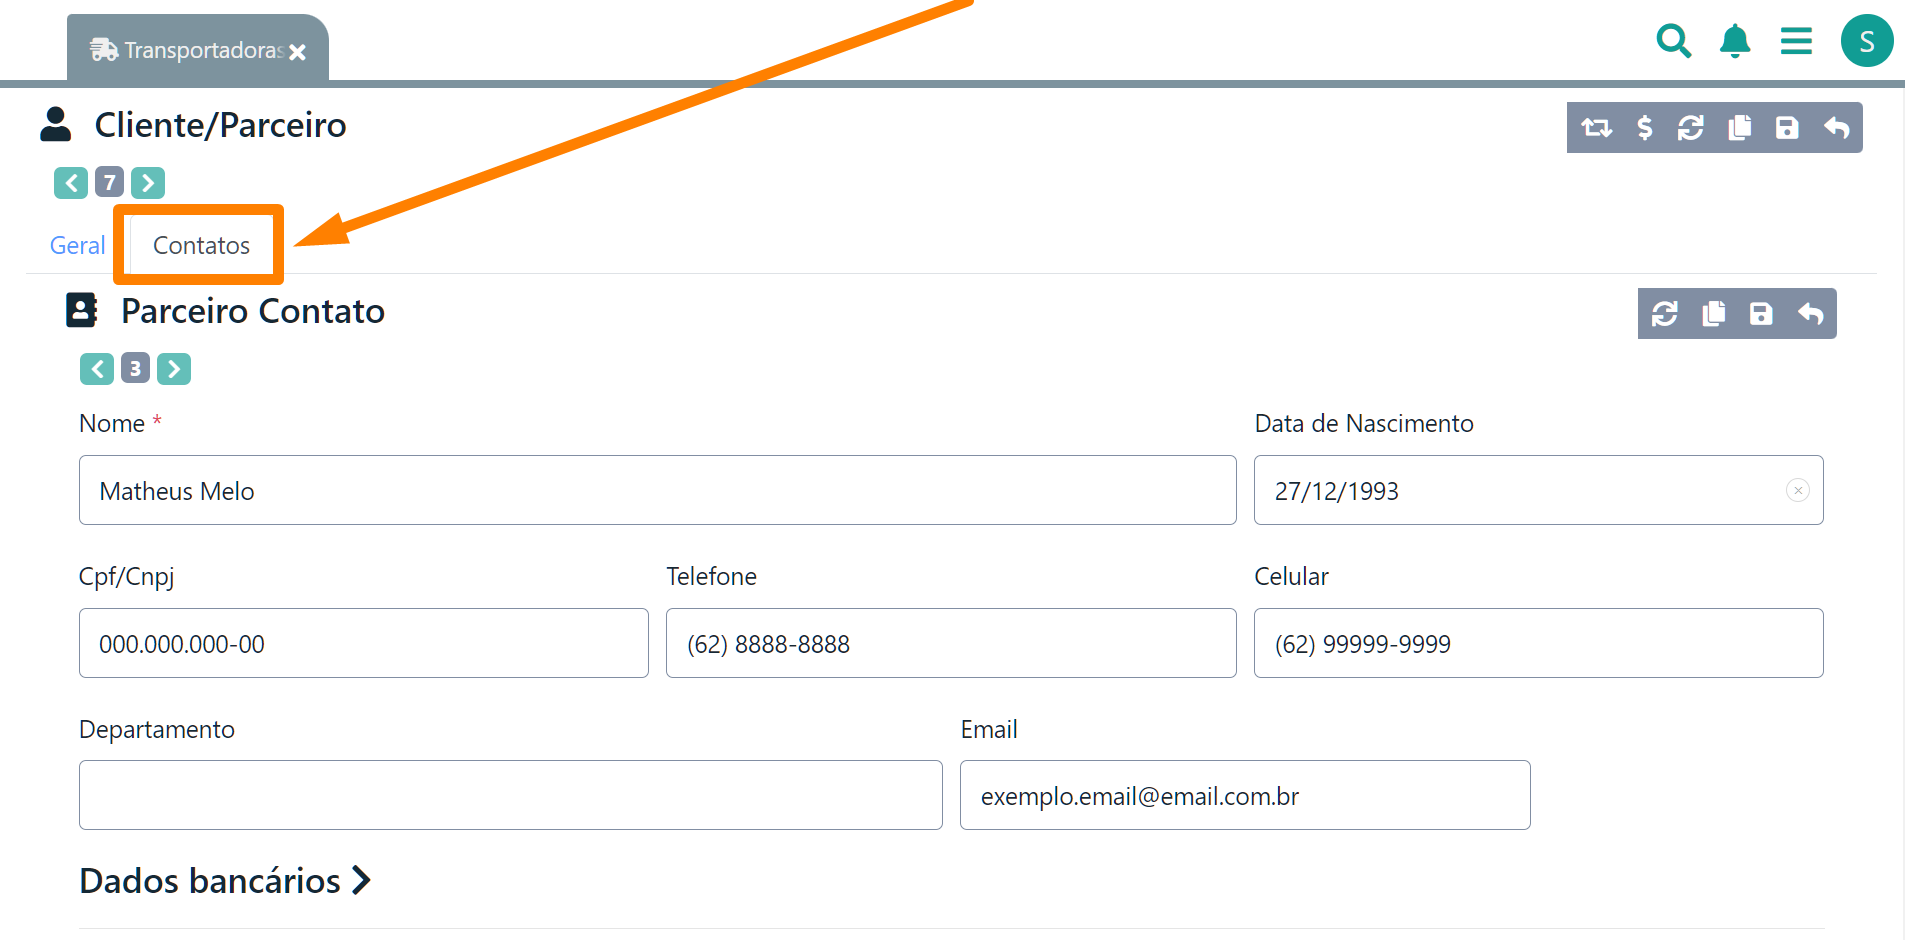 Transportadoras
S
Cliente/Parceiro
7
Geral Contatos
Parceiro Contato
3
Nome * Data de Nascimento
Matheus Melo 27/12/1993
Cpf/Cnpj Telefone Celular
000.000.000-00 (62) 8888-8888 (62) 99999-9999
Departamento Email
exemplo.email@email.com.br
Dados bancários